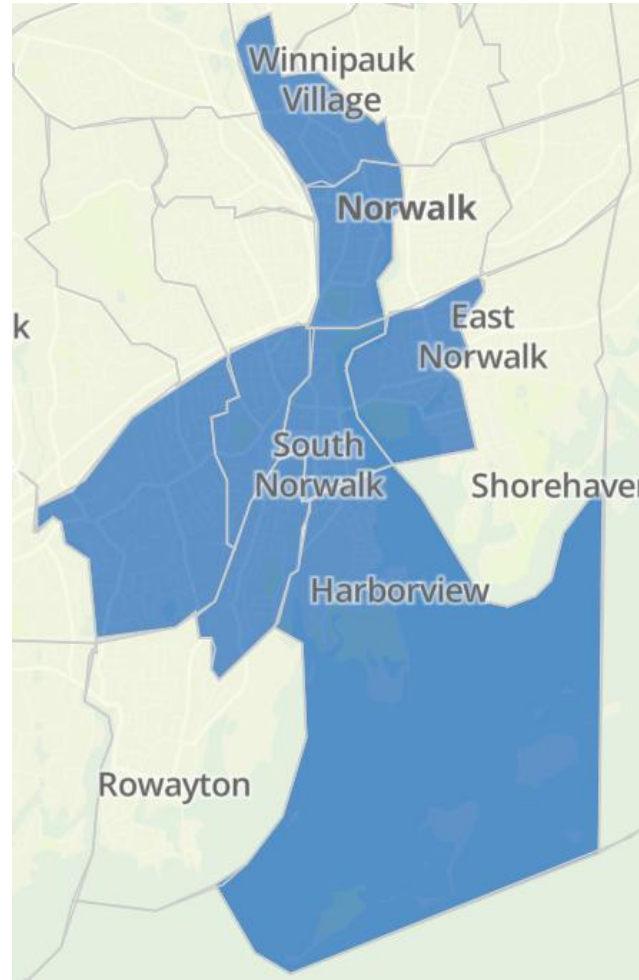 Winnipauk
Village
Norwalk
East
Norwalk
k
South
Norwalk
Shorehaven
Harborview
Rowayton